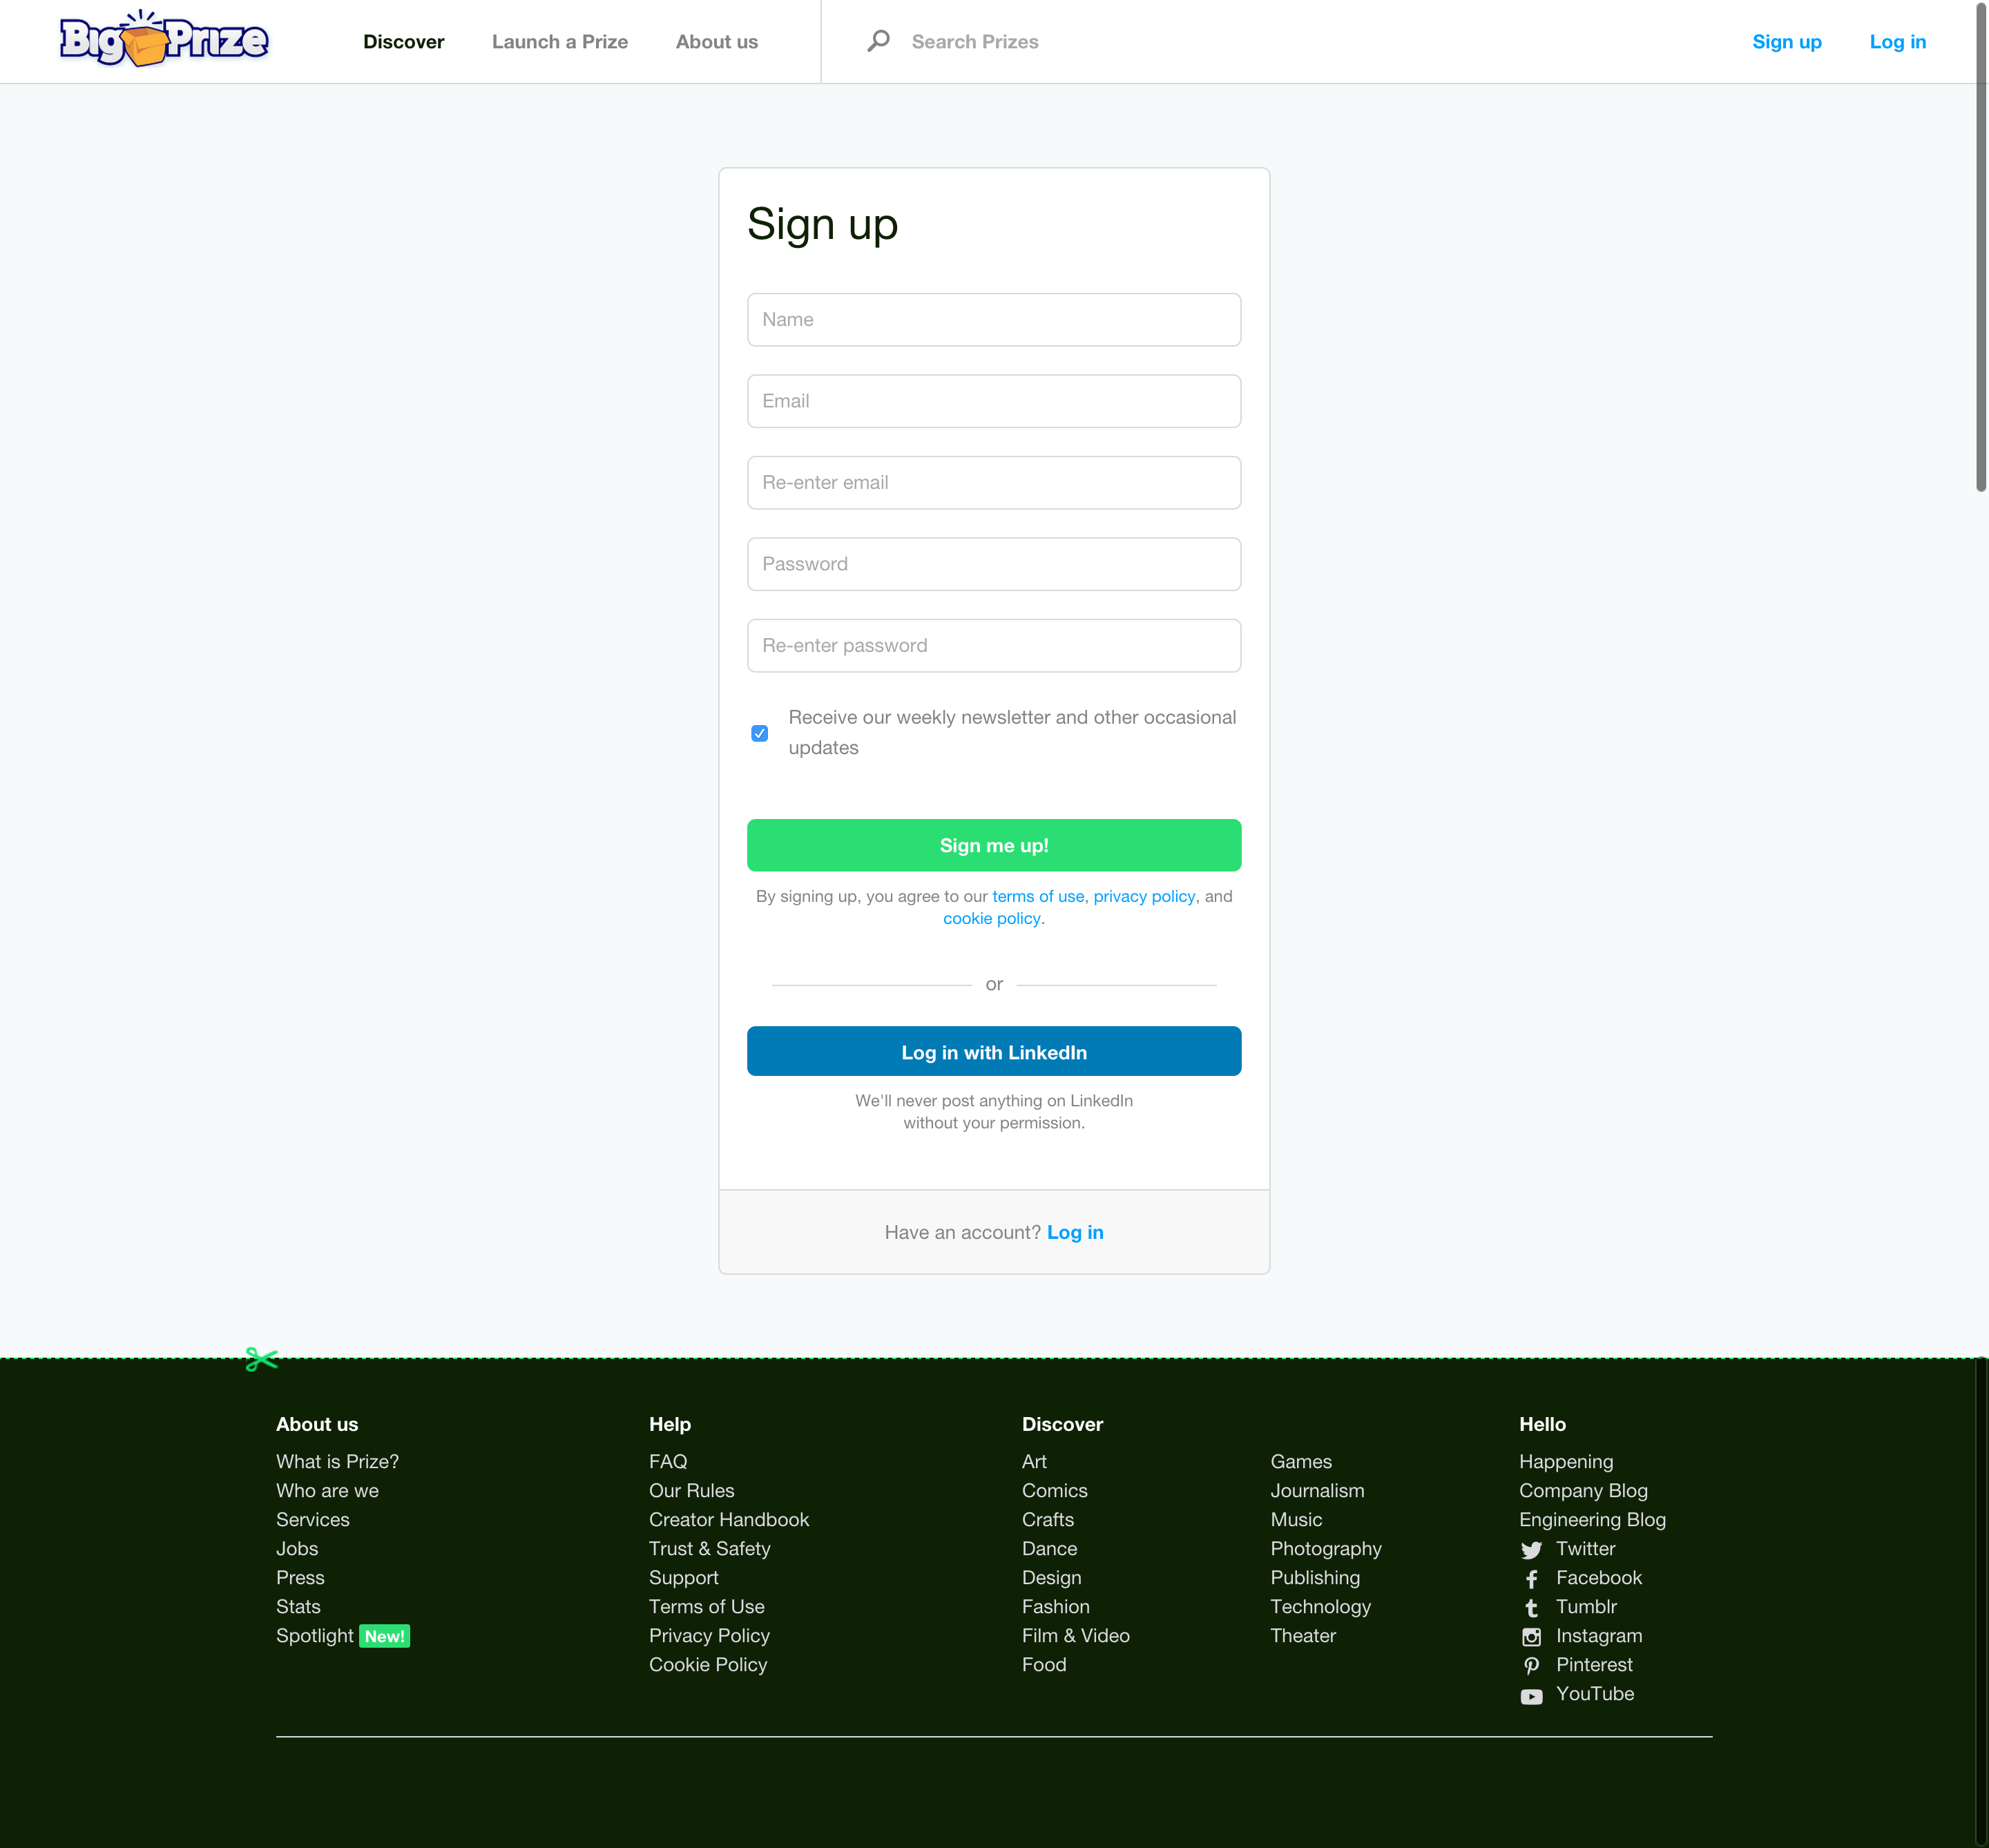 Big Prize
Discover
Launch a Prize
About us
Search Prizes
Sign up
Log in
Sign up
Name
Email
Re-enter email
Password
Re-enter password
Receive our weekly newsletter and other occasional
updates
Sign me up!
By signing up, you agree to our terms of use, privacy policy, and
cookie policy.
or
Log in with LinkedIn
We'll never post anything on LinkedIn
without your permission.
Have an account? Log in
About us
What is Prize?
Who are we
Services
Jobs
Press
Stats
Spotlight New!
Help
FAQ
Our Rules
Creator Handbook
Trust & Safety
Support
Terms of Use
Privacy Policy
Cookie Policy
Discover
Art
Comics
Crafts
Dance
Design
Fashion
Film & Video
Food
Games
Journalism
Music
Photography
Publishing
Technology
Theater
Hello
Happening
Company Blog
Engineering Blog
Twitter
Facebook
Tumblr
Instagram
Pinterest
YouTube